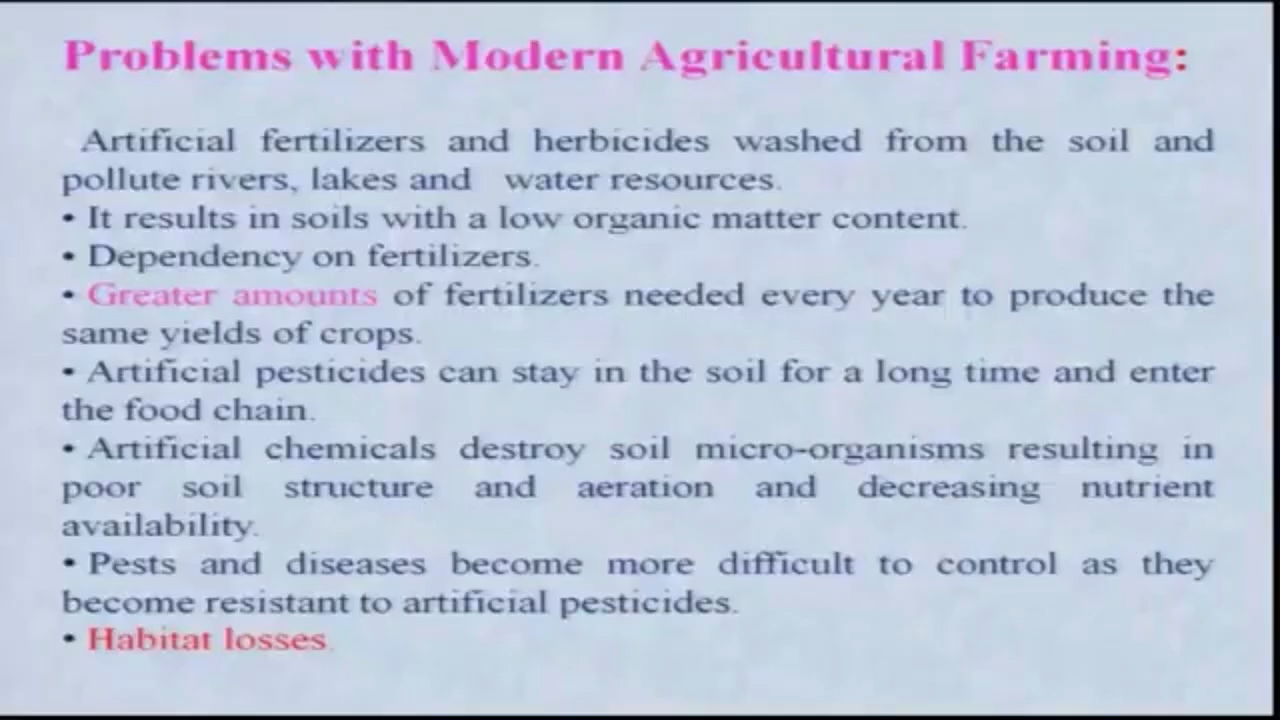 Problems with Modern Agricultural Farming:
Artificial fertilizers and herbicides washed from the soil and
pollute rivers, lakes and water resources.
• It results in soils with a low organic matter content.
• Dependency on fertilizers.
• Greater amounts of fertilizers needed every year to produce the
same yields of crops.
• Artificial pesticides can stay in the soil for a long time and enter
the food chain.
• Artificial chemicals destroy soil micro-organisms resulting in
poor soil structure and aeration and decreasing nutrient
availability.
• Pests and diseases become more difficult to control as they
become resistant to artificial pesticides.
• Habitat losses.